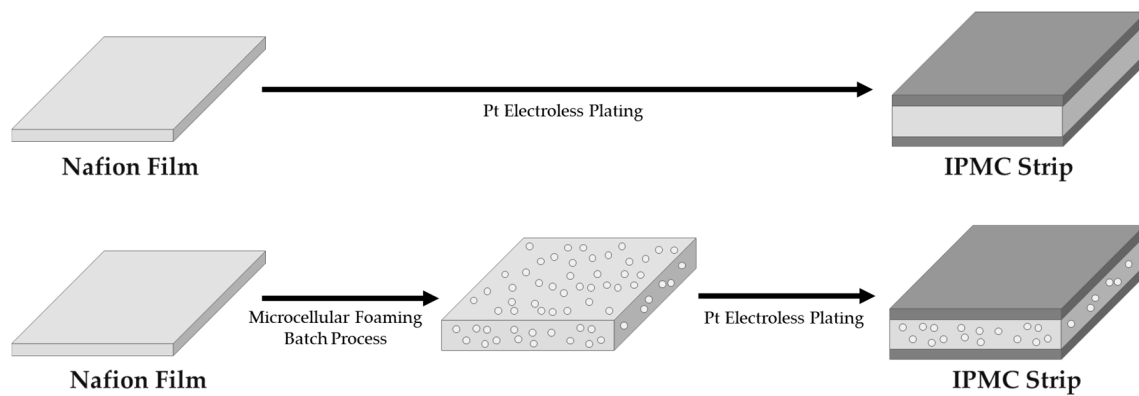 Pt Electroless Plating
Nafion Film
IPMC Strip
Microcellular Foaming
Batch Process
Pt Electroless Plating
Nafion Film
IPMC Strip